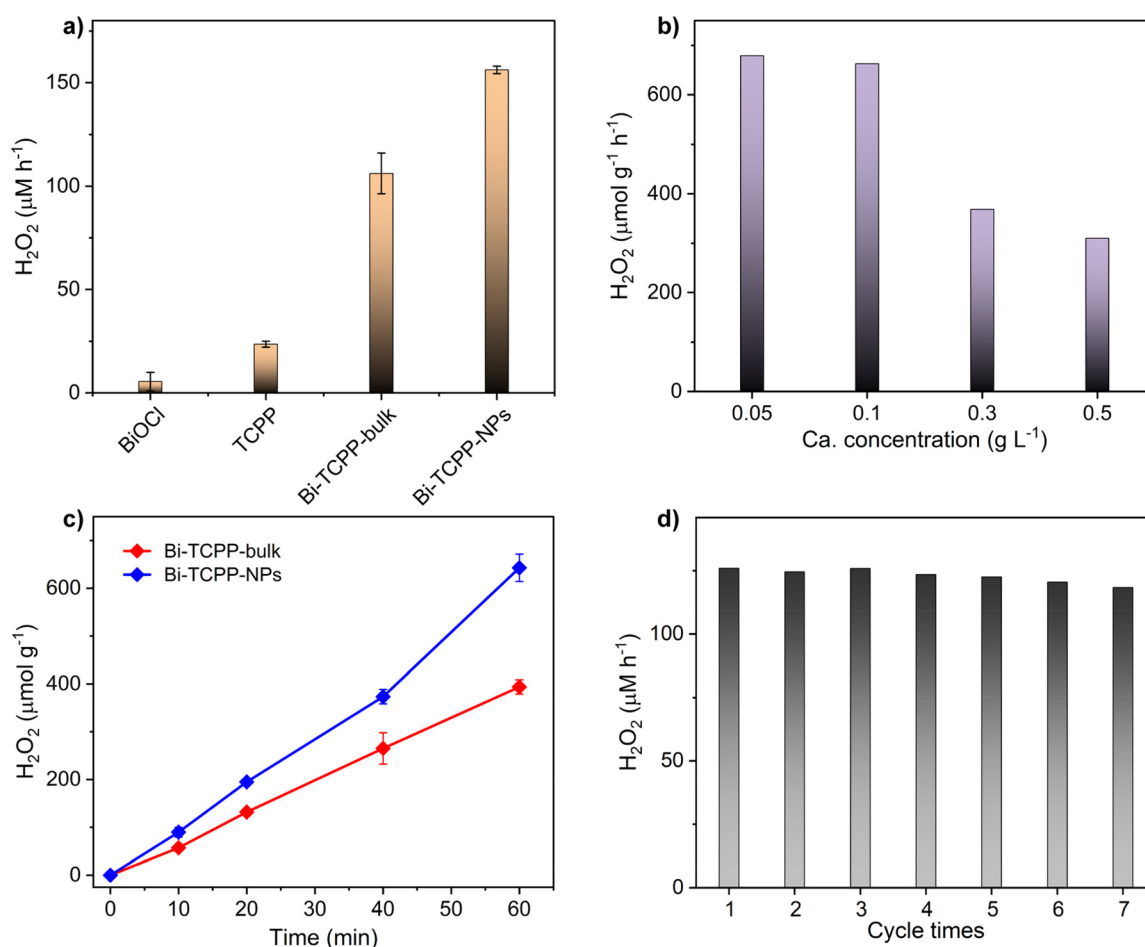 a)
H₂O₂ (μM h⁻¹)
150
100
50
0
BiOCl
TCPP
Bi-TCPP-bulk
Bi-TCPP-NPs
b)
H₂O₂ (μmol g⁻¹ h⁻¹)
600
400
200
0
0.05
0.1
0.3
0.5
Ca. concentration (g L⁻¹)
c)
Bi-TCPP-bulk
Bi-TCPP-NPs
H₂O₂ (μmol g⁻¹)
600
400
200
0
0
10
20
30
40
50
60
Time (min)
d)
H₂O₂ (μM h⁻¹)
100
50
0
1
2
3
4
5
6
7
Cycle times